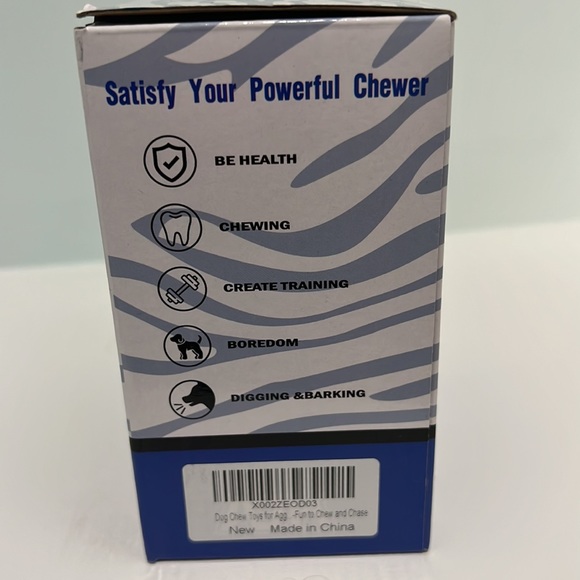 Satisfy Your Powerful Chewer
BE HEALTH
CHEWING
CREATE TRAINING
BOREDOM
DIGGING &BARKING
X002ZEOD03
Dog Chew Toys for Agg...-Fun to Chew and Chase
New Made in China